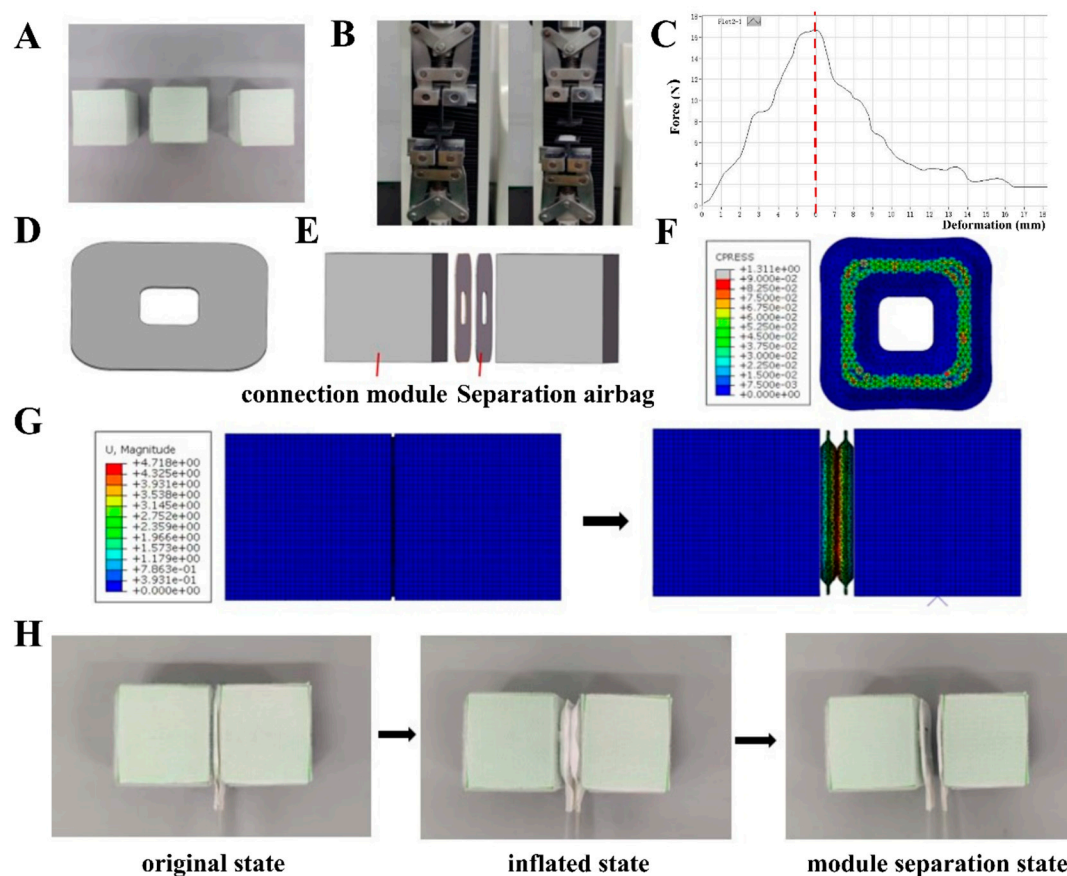 A
B
C
Plot2-1
Force (N)
18
16
14
12
10
8
6
4
2
0
0 1 2 3 4 5 6 7 8 9 10 11 12 13 14 15 16 17 18
Deformation (mm)
D
E
connection module Separation airbag
F
CPRESS
+1.311e+00
+9.000e-02
+8.250e-02
+7.500e-02
+6.750e-02
+6.000e-02
+5.250e-02
+4.500e-02
+3.750e-02
+3.000e-02
+2.250e-02
+1.500e-02
+7.500e-03
+0.000e+00
G
U, Magnitude
+4.718e+00
+4.325e+00
+3.931e+00
+3.538e+00
+3.145e+00
+2.752e+00
+2.359e+00
+1.966e+00
+1.573e+00
+1.179e+00
+7.863e-01
+3.931e-01
+0.000e+00
H
original state
inflated state
module separation state